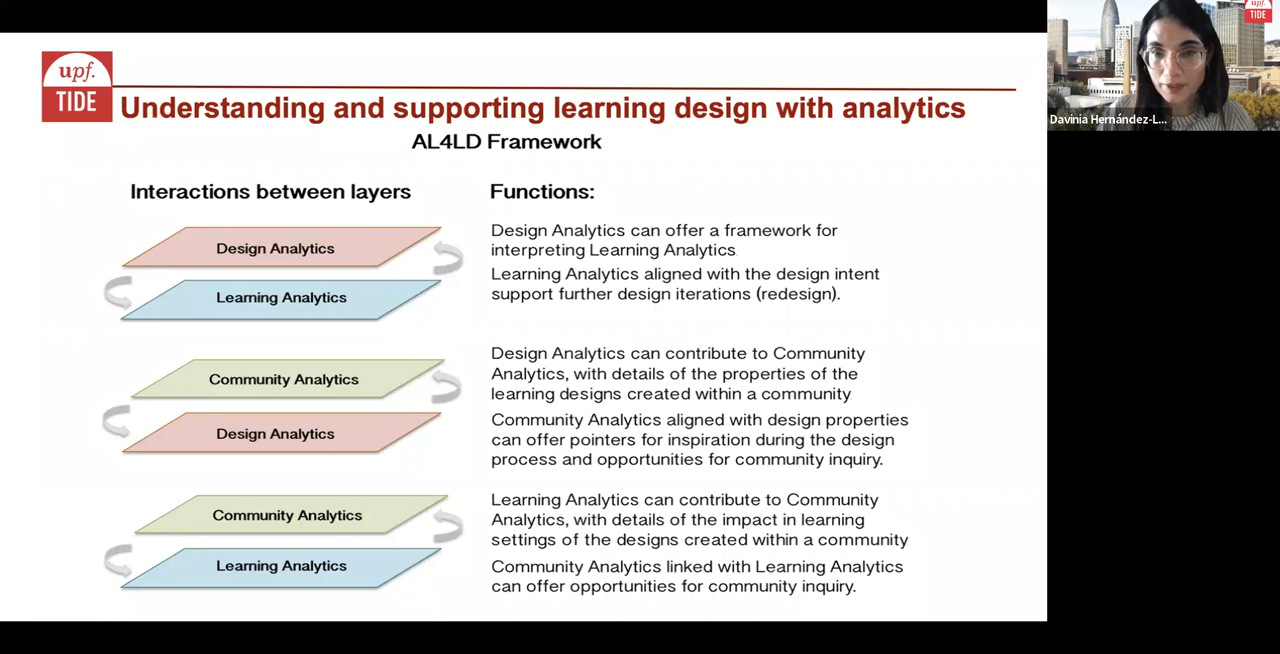 upf.
TIDE
Understanding and supporting learning design with analytics
AL4LD Framework
Interactions between layers
Functions:
Design Analytics
Learning Analytics
Design Analytics can offer a framework for
interpreting Learning Analytics
Learning Analytics aligned with the design intent
support further design iterations (redesign).
Community Analytics
Design Analytics
Design Analytics can contribute to Community
Analytics, with details of the properties of the
learning designs created within a community
Community Analytics aligned with design properties
can offer pointers for inspiration during the design
process and opportunities for community inquiry.
Community Analytics
Learning Analytics
Learning Analytics can contribute to Community
Analytics, with details of the impact in learning
settings of the designs created within a community
Community Analytics linked with Learning Analytics
can offer opportunities for community inquiry.
upf.
TIDE
Davinia Hernández-L...